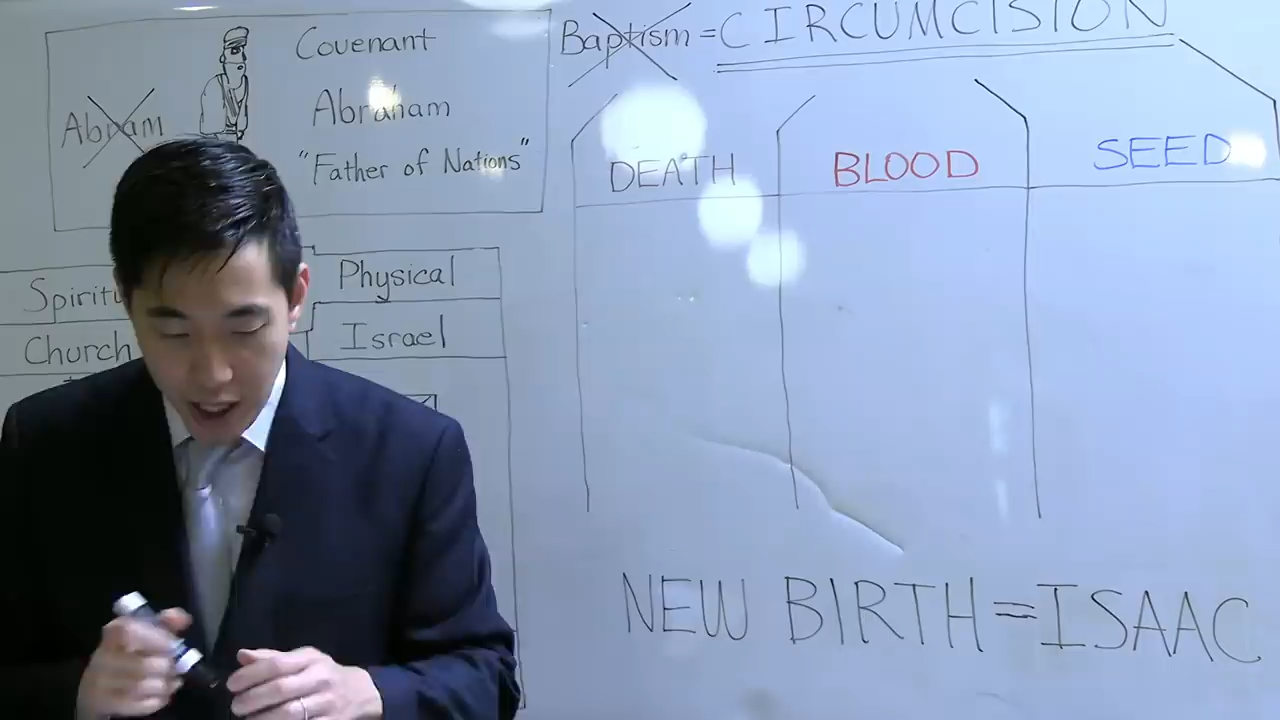 Covenant
Abram
Abraham
"Father of Nations"
Physical
Church
Israel
Baptism = CIRCUMCISION
DEATH
BLOOD
SEED
NEW BIRTH = ISAAC